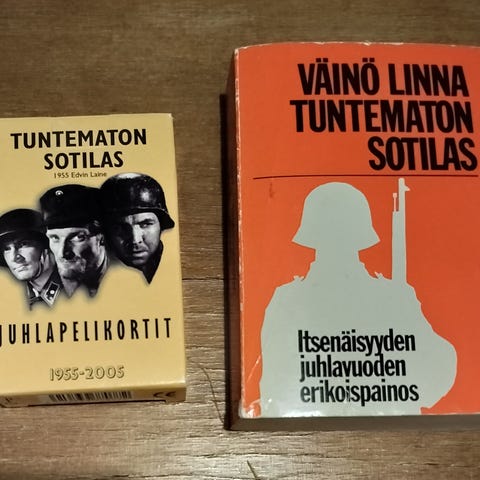 TUNTEMATON
SOTILAS
1955 Edvin Laine
JUHLAPELIKORTIT
1955-2005
VÄINÖ LINNA
TUNTEMATON
SOTILAS
Itsenäisyyden
juhlavuoden
erikoispainos